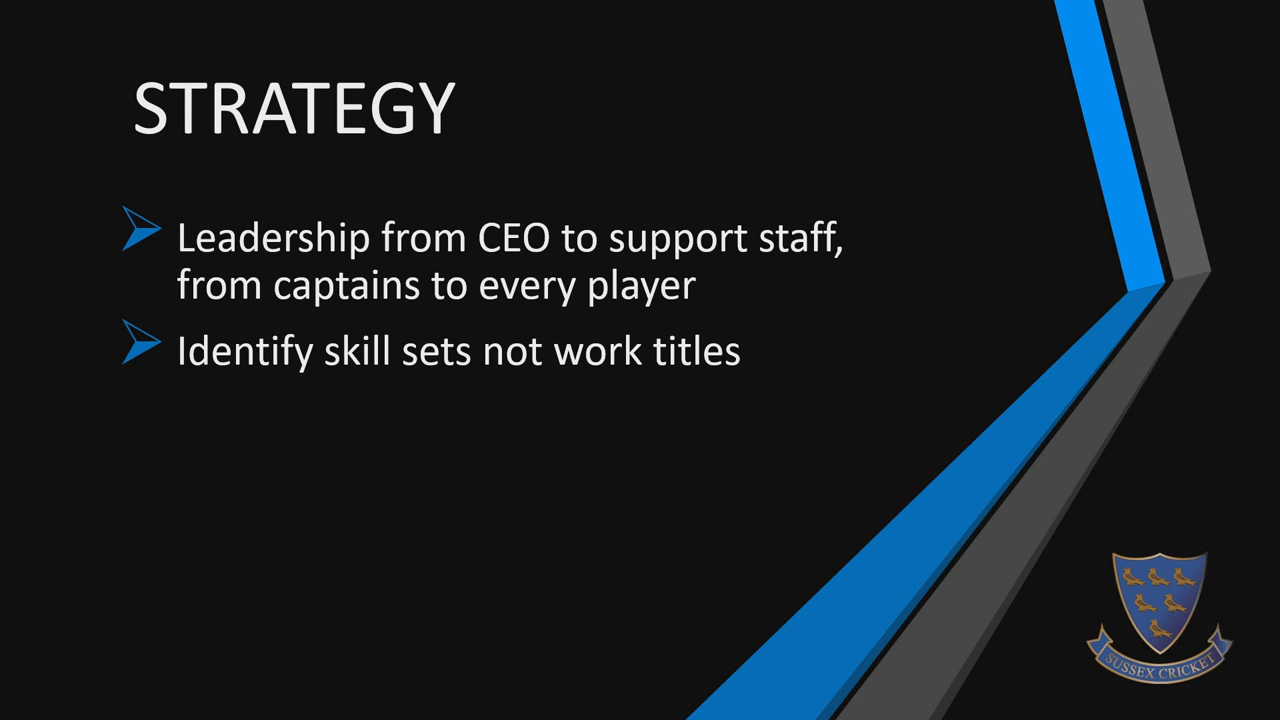 STRATEGY
Leadership from CEO to support staff,
from captains to every player
Identify skill sets not work titles
SUSSEX CRICKET